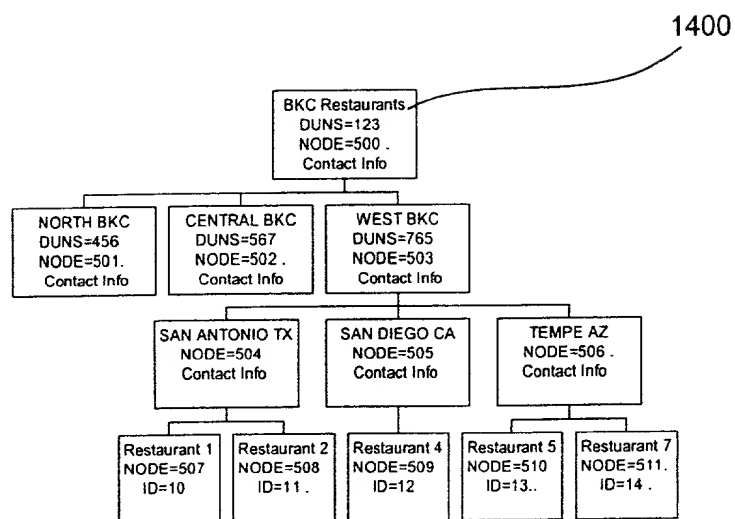 1400
BKC Restaurants
DUNS=123
NODE=500 .
Contact Info
NORTH BKC
DUNS=456
NODE=501.
Contact Info
CENTRAL BKC
DUNS=567
NODE=502 .
Contact Info
WEST BKC
DUNS=765
NODE=503
Contact Info
SAN ANTONIO TX
NODE=504
Contact Info
SAN DIEGO CA
NODE=505
Contact Info
TEMPE AZ
NODE=506 .
Contact Info
Restaurant 1
NODE=507
ID=10
Restaurant 2
NODE=508
ID=11 .
Restaurant 4
NODE=509
ID=12
Restaurant 5
NODE=510
ID=13..
Restuarant 7
NODE=511.
ID=14 .